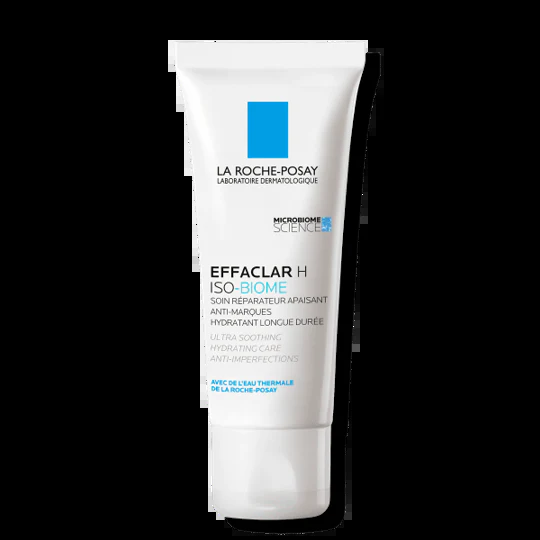 LA ROCHE-POSAY
LABORATOIRE DERMATOLOGIQUE
MICROBIOME
SCIENCE
EFFACLAR H
ISO-BIOME
SOIN RÉPARATEUR APAISANT
ANTI-MARQUES
HYDRATANT LONGUE DURÉE
ULTRA SOOTHING
HYDRATING CARE
ANTI-IMPERFECTIONS
AVEC DE L'EAU THERMALE
DE LA ROCHE-POSAY